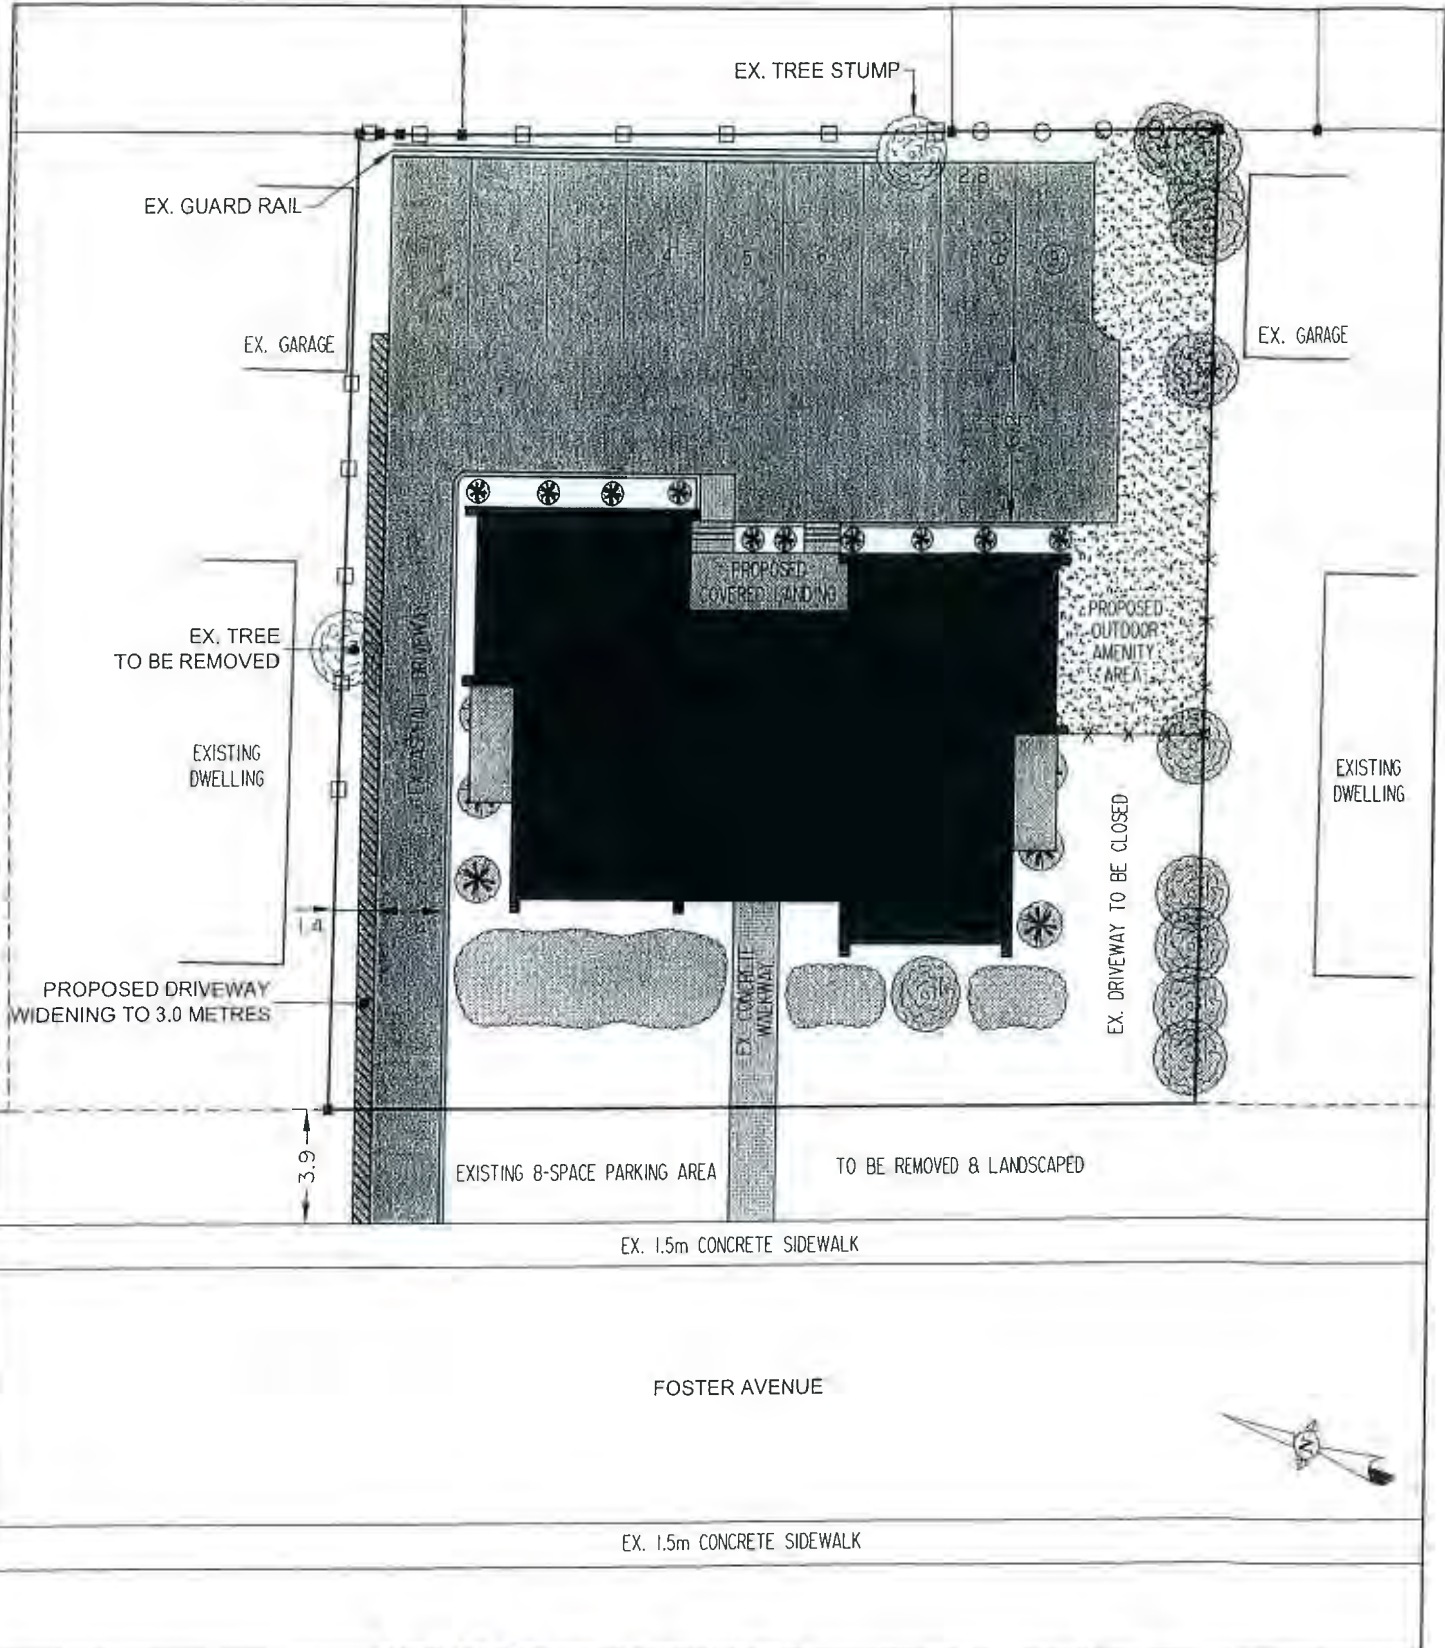 EX. TREE STUMP
2.8
EX. GUARD RAIL
2
3
4
5
6
7
8
9
EX. GARAGE
EX. GARAGE
PROPOSED
COVERED LANDING
PROPOSED
OUTDOOR
AMENITY
AREA
EX. TREE
TO BE REMOVED
EX. ASPHALT DRIVEWAY
EXISTING
DWELLING
EXISTING
DWELLING
EX. DRIVEWAY TO BE CLOSED
1.4
PROPOSED DRIVEWAY
WIDENING TO 3.0 METRES
EX. CONCRETE
WALKWAY
3.9
EXISTING 8-SPACE PARKING AREA
TO BE REMOVED & LANDSCAPED
EX. 1.5m CONCRETE SIDEWALK
FOSTER AVENUE
N
EX. 1.5m CONCRETE SIDEWALK